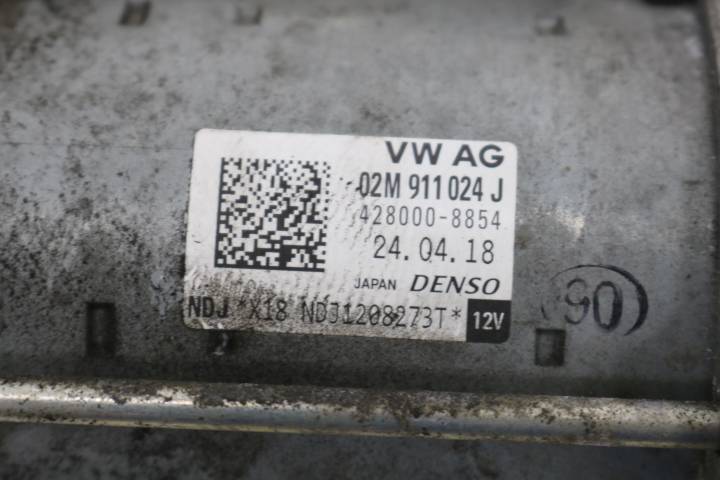 VW AG
02M 911 024 J
428000-8854
24.04.18
JAPAN DENSO
NDJ *X18 NDJ1208273T* 12V
90